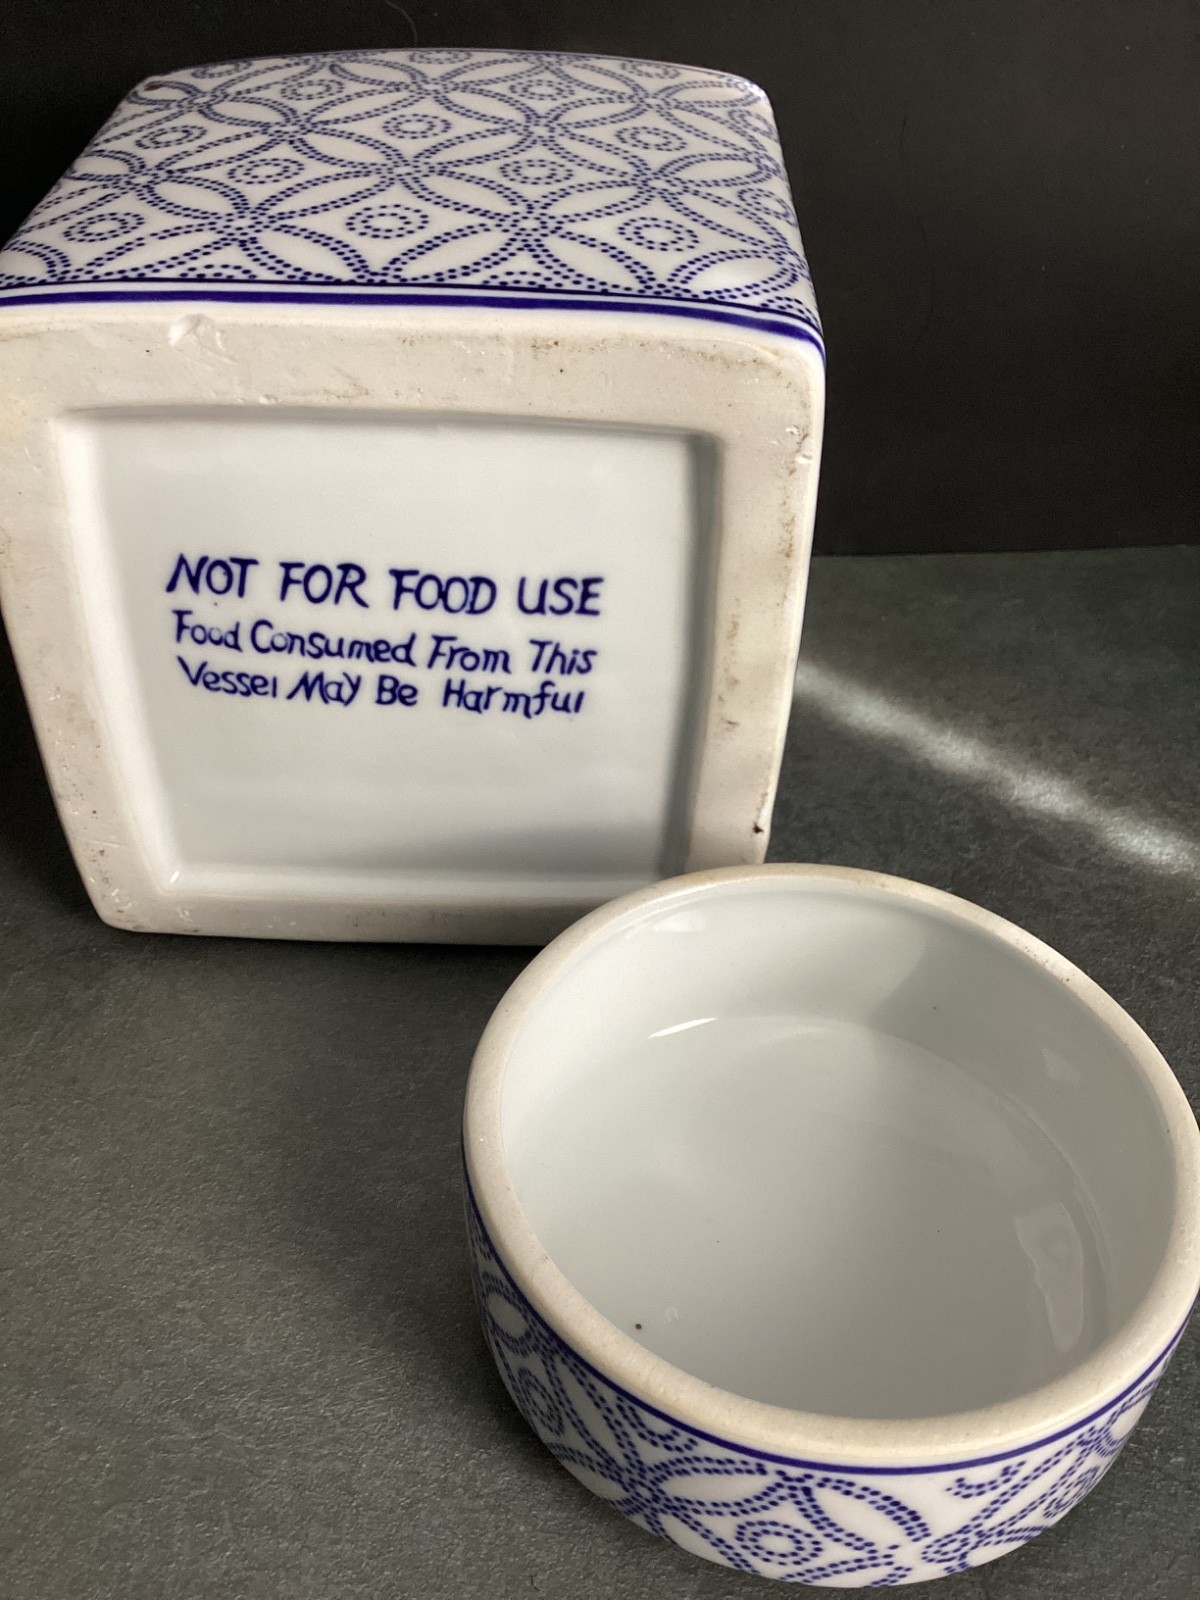 NOT FOR FOOD USE
Food Consumed From This
Vessel May Be Harmful